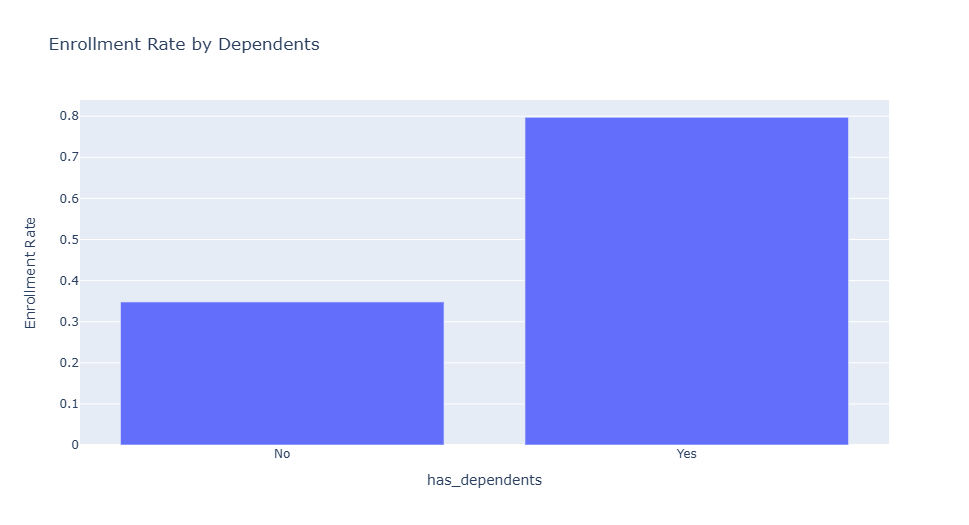 Enrollment Rate by Dependents
Enrollment Rate
0.8
0.7
0.6
0.5
0.4
0.3
0.2
0.1
0
No
Yes
has_dependents